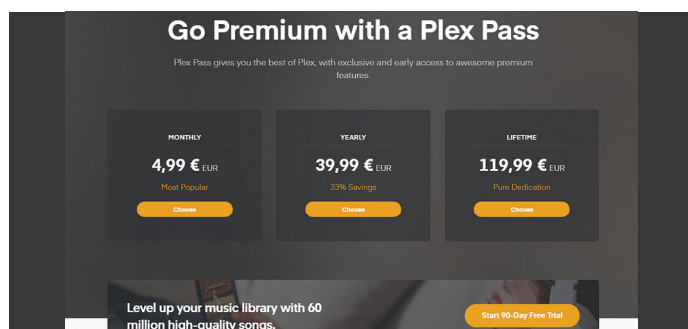 Go Premium with a Plex Pass
Plex Pass gives you the best of Plex, with exclusive and early access to awesome premium
features.
MONTHLY
4,99 € EUR
Most Popular
Choose
YEARLY
39,99 € EUR
33% Savings
Choose
LIFETIME
119,99 € EUR
Pure Dedication
Choose
Level up your music library with 60
million high-quality songs.
Start 90-Day Free Trial